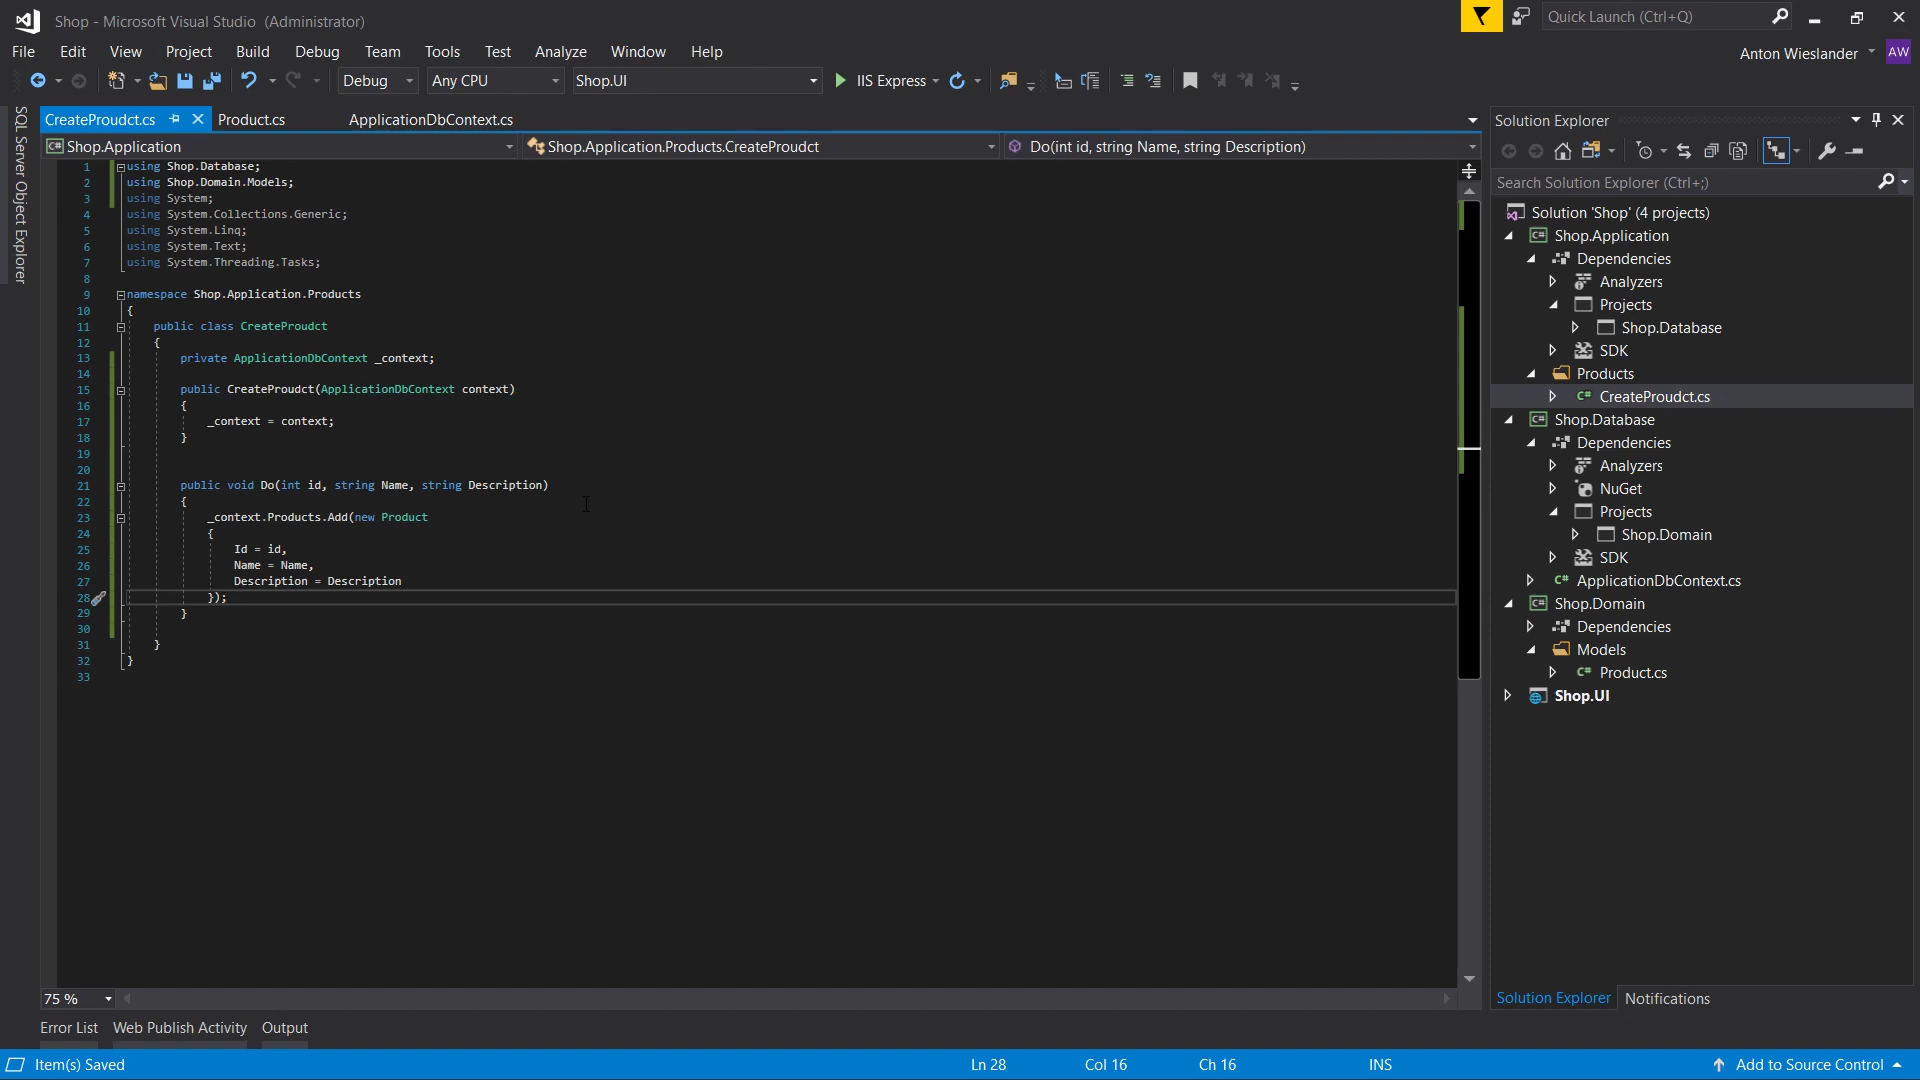 Shop - Microsoft Visual Studio (Administrator)
Quick Launch (Ctrl+Q)
File Edit View Project Build Debug Team Tools Test Analyze Window Help
Anton Wieslander AW
Debug Any CPU Shop.UI IIS Express
SQL Server Object Explorer
CreateProudct.cs Product.cs ApplicationDbContext.cs
Shop.Application Shop.Application.Products.CreateProudct Do(int id, string Name, string Description)
1 using Shop.Database;
2 using Shop.Domain.Models;
3 using System;
4 using System.Collections.Generic;
5 using System.Linq;
6 using System.Text;
7 using System.Threading.Tasks;
8
9 namespace Shop.Application.Products
10 {
11 public class CreateProudct
12 {
13 private ApplicationDbContext _context;
14
15 public CreateProudct(ApplicationDbContext context)
16 {
17 _context = context;
18 }
19
20
21 public void Do(int id, string Name, string Description)
22 {
23 _context.Products.Add(new Product
24 {
25 Id = id,
26 Name = Name,
27 Description = Description
28 });
29 }
30
31 }
32 }
33
75 %
Solution Explorer
Search Solution Explorer (Ctrl+;)
Solution 'Shop' (4 projects)
C# Shop.Application
Dependencies
Analyzers
Projects
Shop.Database
SDK
Products
C# CreateProudct.cs
C# Shop.Database
Dependencies
Analyzers
NuGet
Projects
Shop.Domain
SDK
C# ApplicationDbContext.cs
C# Shop.Domain
Dependencies
Models
C# Product.cs
Shop.UI
Solution Explorer Notifications
Error List Web Publish Activity Output
Item(s) Saved Ln 28 Col 16 Ch 16 INS Add to Source Control